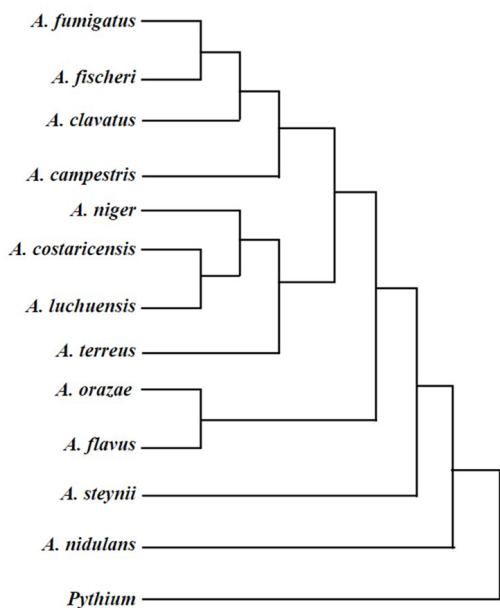 A. fumigatus
A. fischeri
A. clavatus
A. campestris
A. niger
A. costaricensis
A. luchuensis
A. terreus
A. orazae
A. flavus
A. steynii
A. nidulans
Pythium